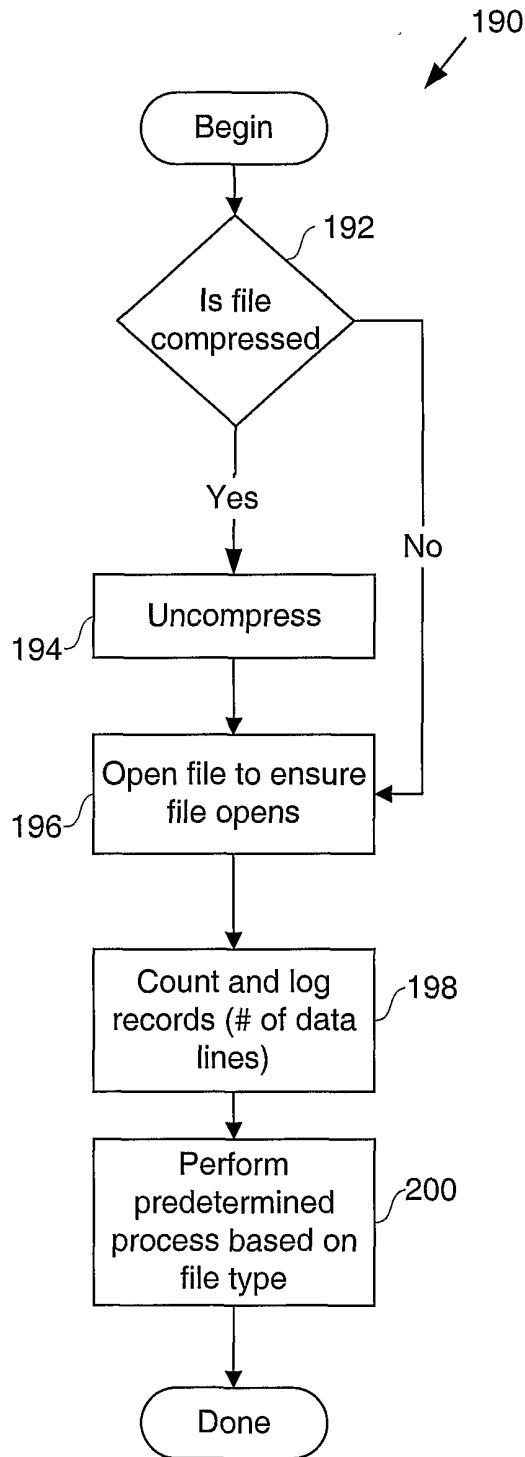 190
Begin
192
Is file
compressed
Yes
No
Uncompress
194
Open file to ensure
file opens
196
Count and log
records (# of data
lines)
198
Perform
predetermined
process based on
file type
200
Done